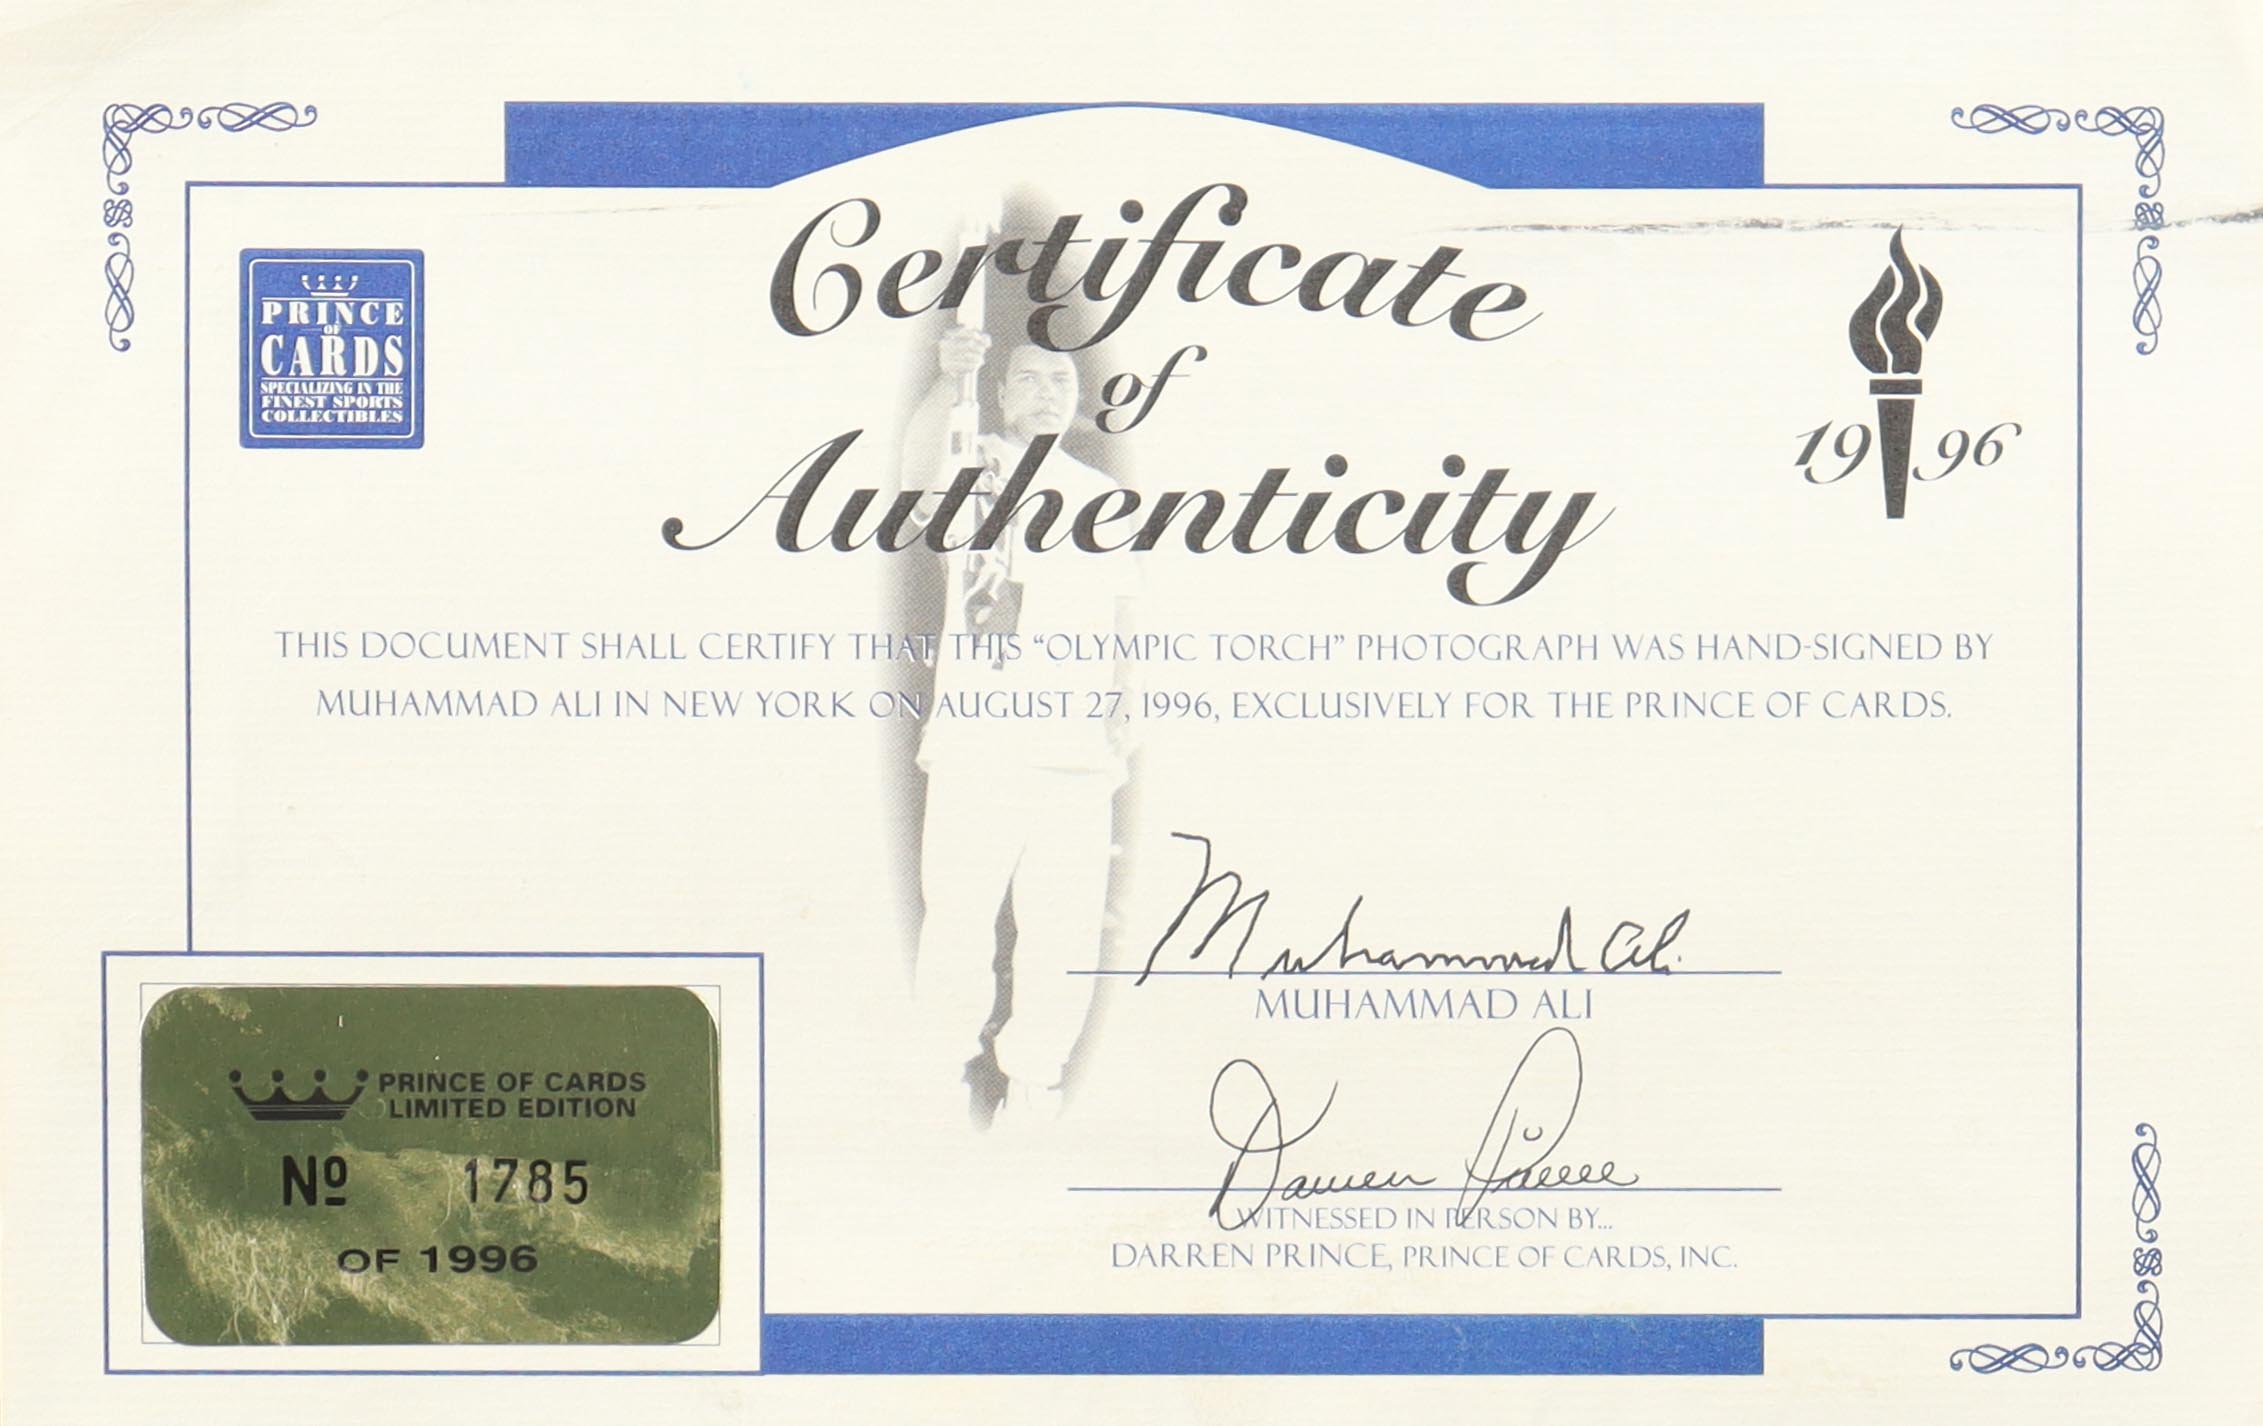 Certificate
of
Authenticity
PRINCE
OF
CARDS
SPECIALIZING IN THE
FINEST SPORTS
COLLECTIBLES
1996
THIS DOCUMENT SHALL CERTIFY THAT THIS “OLYMPIC TORCH” PHOTOGRAPH WAS HAND-SIGNED BY
MUHAMMAD ALI IN NEW YORK ON AUGUST 27, 1996, EXCLUSIVELY FOR THE PRINCE OF CARDS.
Muhammad Ali
MUHAMMAD ALI
Darren Prince
WITNESSED IN PERSON BY...
DARREN PRINCE, PRINCE OF CARDS, INC.
PRINCE OF CARDS
LIMITED EDITION
Nº 1785
OF 1996